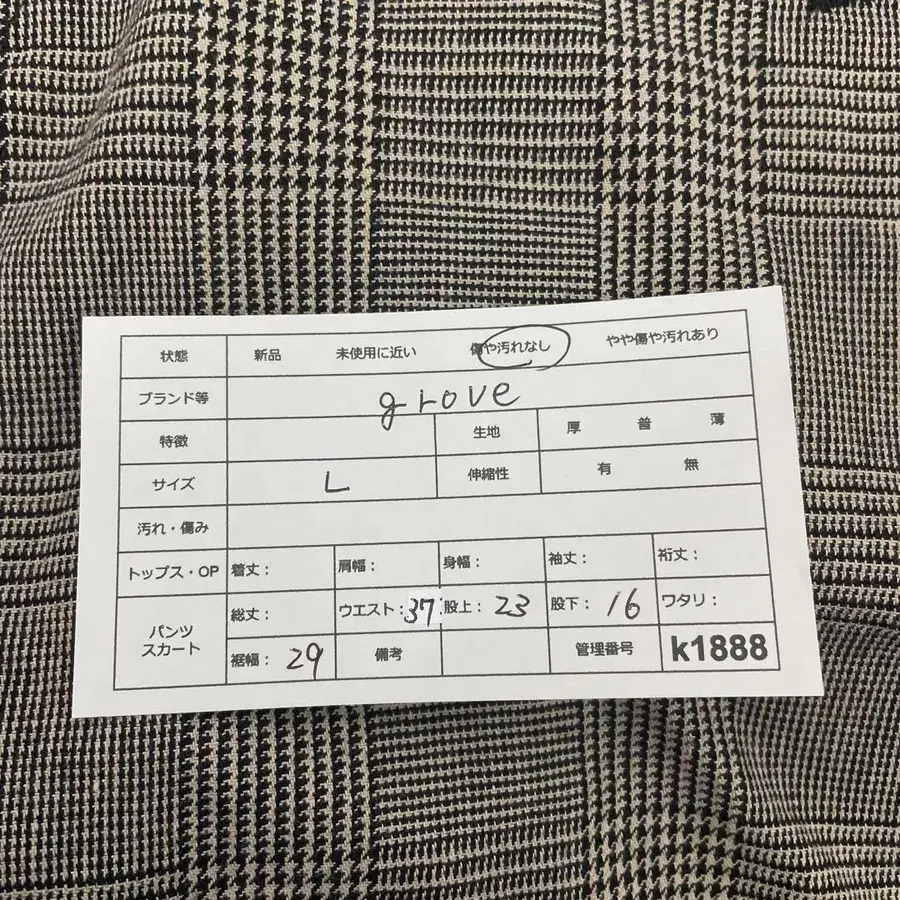 状態 新品 未使用に近い 傷や汚れなし やや傷や汚れあり
ブランド等 grove
特徴 生地 厚 普 薄
サイズ L 伸縮性 有 無
汚れ・傷み
トップス・OP 着丈: 肩幅: 身幅: 袖丈: 裄丈:
パンツ スカート 総丈: ウエスト: 37 股上: 23 股下: 16 ワタリ:
裾幅: 29 備考 管理番号 k1888